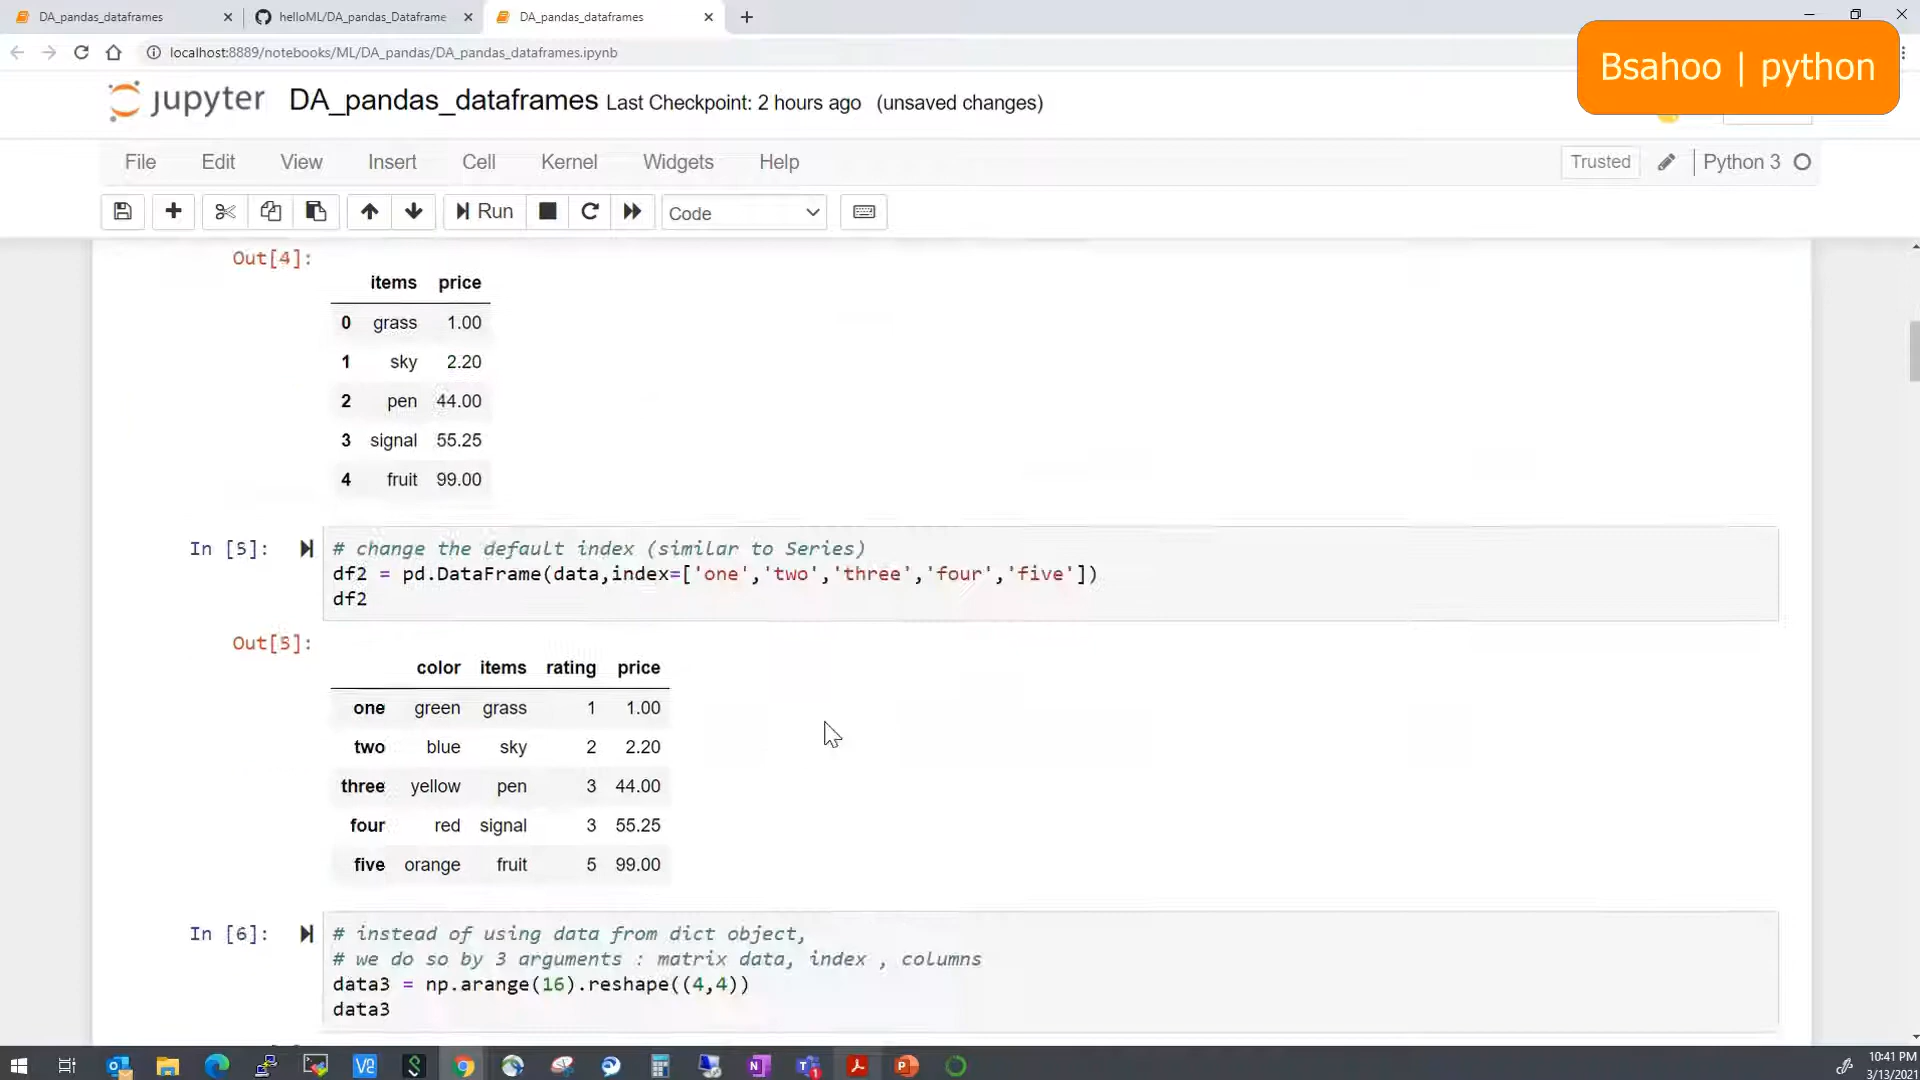 DA_pandas_dataframes
helloML/DA_pandas_Dataframe
DA_pandas_dataframes
localhost:8889/notebooks/ML/DA_pandas/DA_pandas_dataframes.ipynb
Bsahoo | python
jupyter DA_pandas_dataframes Last Checkpoint: 2 hours ago (unsaved changes)
File Edit View Insert Cell Kernel Widgets Help
Trusted Python 3
Run Code
Out[4]:
items price
0 grass 1.00
1 sky 2.20
2 pen 44.00
3 signal 55.25
4 fruit 99.00
In [5]: # change the default index (similar to Series)
df2 = pd.DataFrame(data,index=['one','two','three','four','five'])
df2
Out[5]:
color items rating price
one green grass 1 1.00
two blue sky 2 2.20
three yellow pen 3 44.00
four red signal 3 55.25
five orange fruit 5 99.00
In [6]: # instead of using data from dict object,
# we do so by 3 arguments : matrix data, index , columns
data3 = np.arange(16).reshape((4,4))
data3
10:41 PM
3/13/2021